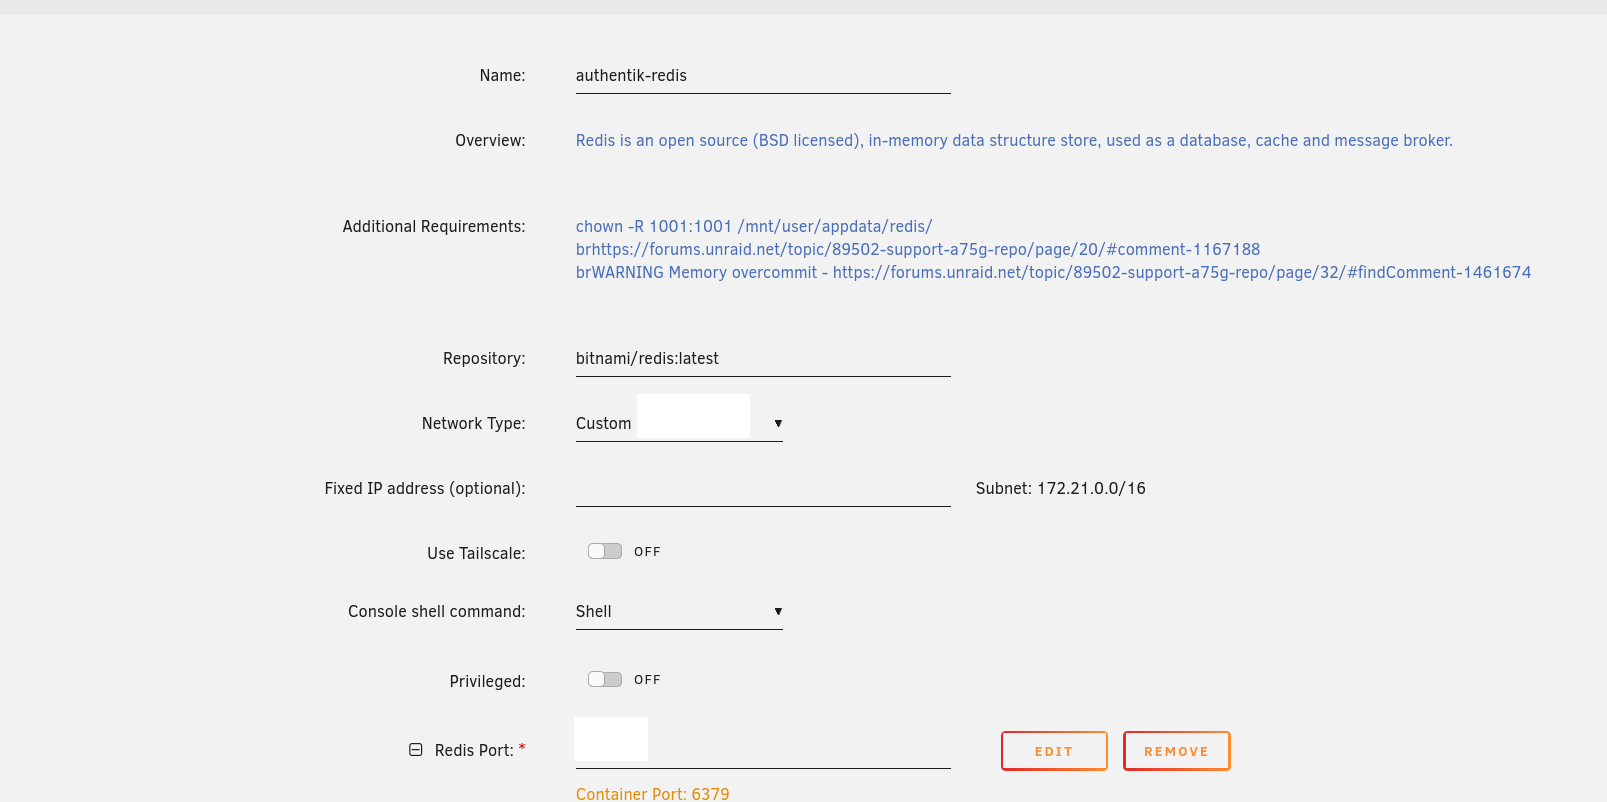 Name: authentik-redis
Overview: Redis is an open source (BSD licensed), in-memory data structure store, used as a database, cache and message broker.
Additional Requirements: chown -R 1001:1001 /mnt/user/appdata/redis/
brhttps://forums.unraid.net/topic/89502-support-a75g-repo/page/20/#comment-1167188
brWARNING Memory overcommit - https://forums.unraid.net/topic/89502-support-a75g-repo/page/32/#findComment-1461674
Repository: bitnami/redis:latest
Network Type: Custom
Fixed IP address (optional): Subnet: 172.21.0.0/16
Use Tailscale: OFF
Console shell command: Shell
Privileged: OFF
Redis Port: * EDIT REMOVE
Container Port: 6379